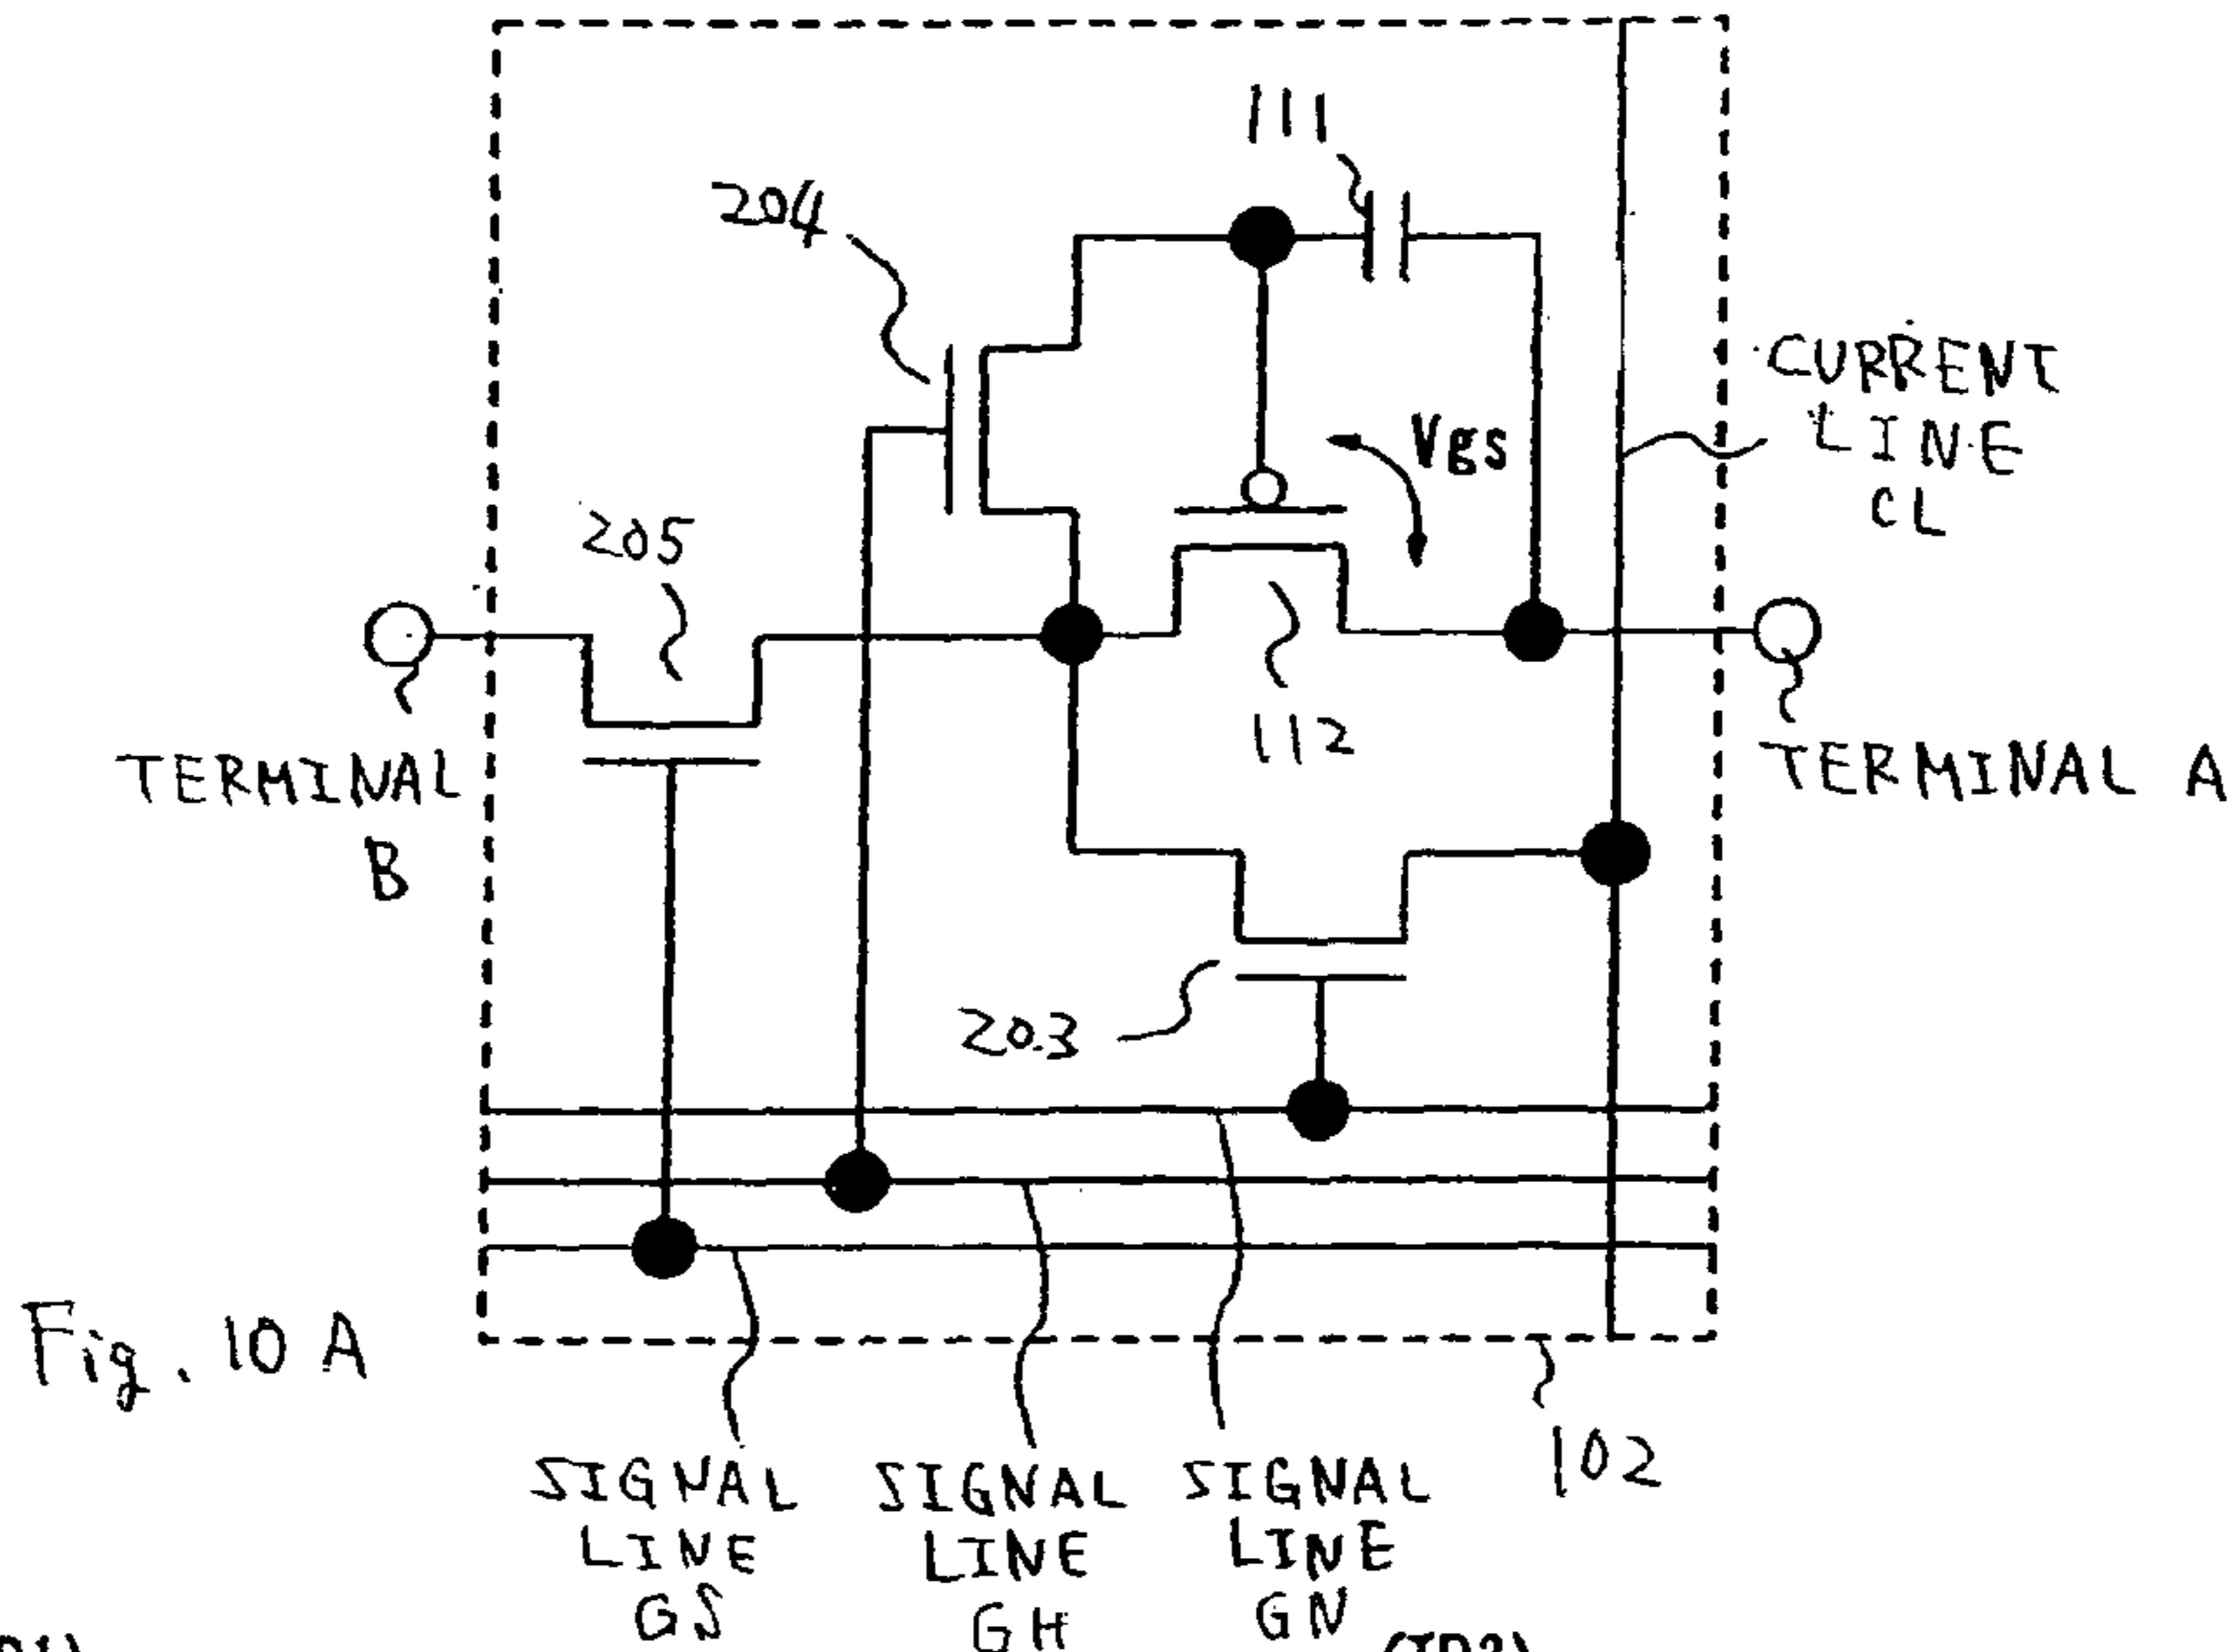 111
204
CURRENT
LINE
CL
Vgs
205
112
TERMINAL
B
TERMINAL A
203
Fig. 10 A
102
SIGNAL
LINE
GS
SIGNAL
LINE
GH
SIGNAL
LINE
GN